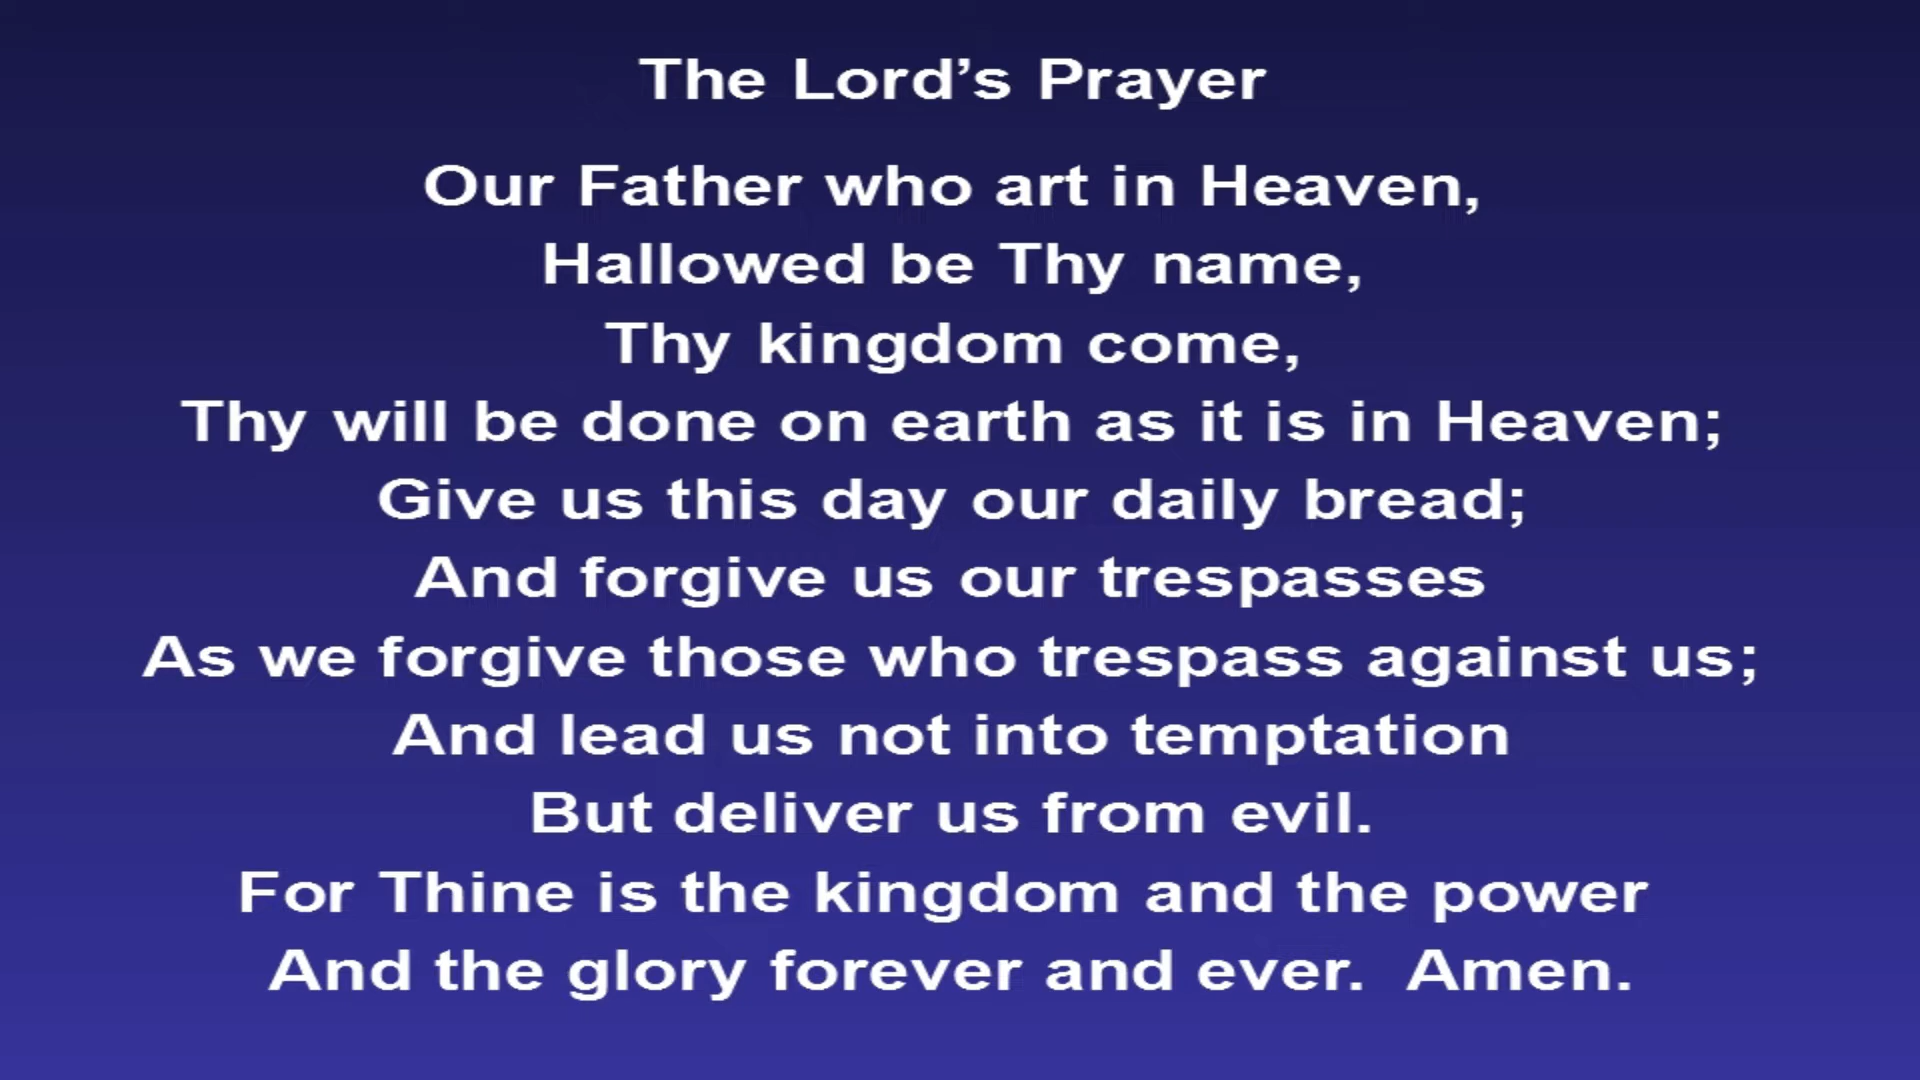 The Lord’s Prayer
Our Father who art in Heaven,
Hallowed be Thy name,
Thy kingdom come,
Thy will be done on earth as it is in Heaven;
Give us this day our daily bread;
And forgive us our trespasses
As we forgive those who trespass against us;
And lead us not into temptation
But deliver us from evil.
For Thine is the kingdom and the power
And the glory forever and ever.  Amen.